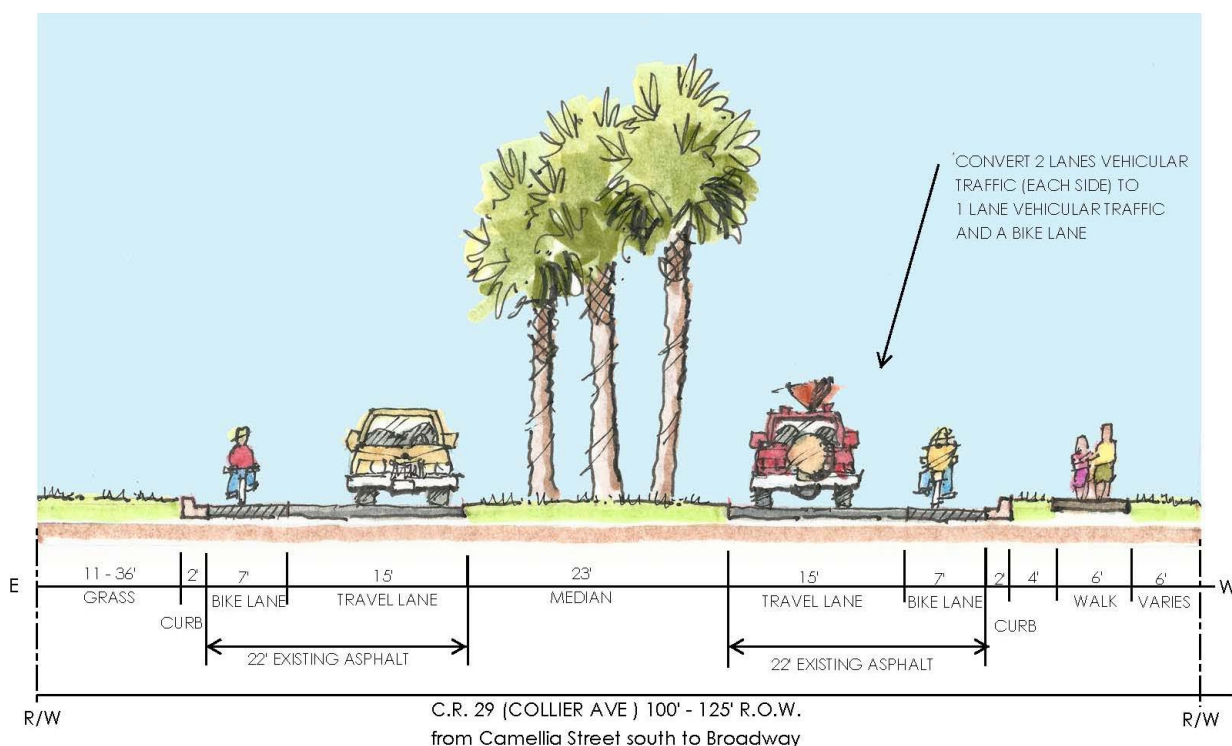 'CONVERT 2 LANES VEHICULAR
TRAFFIC (EACH SIDE) TO
1 LANE VEHICULAR TRAFFIC
AND A BIKE LANE
E
11 - 36'
2'
7'
15'
23'
15'
7'
2'
4'
6'
6'
W
GRASS
BIKE LANE
TRAVEL LANE
MEDIAN
TRAVEL LANE
BIKE LANE
WALK
VARIES
CURB
CURB
22' EXISTING ASPHALT
22' EXISTING ASPHALT
R/W
C.R. 29 (COLLIER AVE ) 100' - 125' R.O.W.
R/W
from Camellia Street south to Broadway